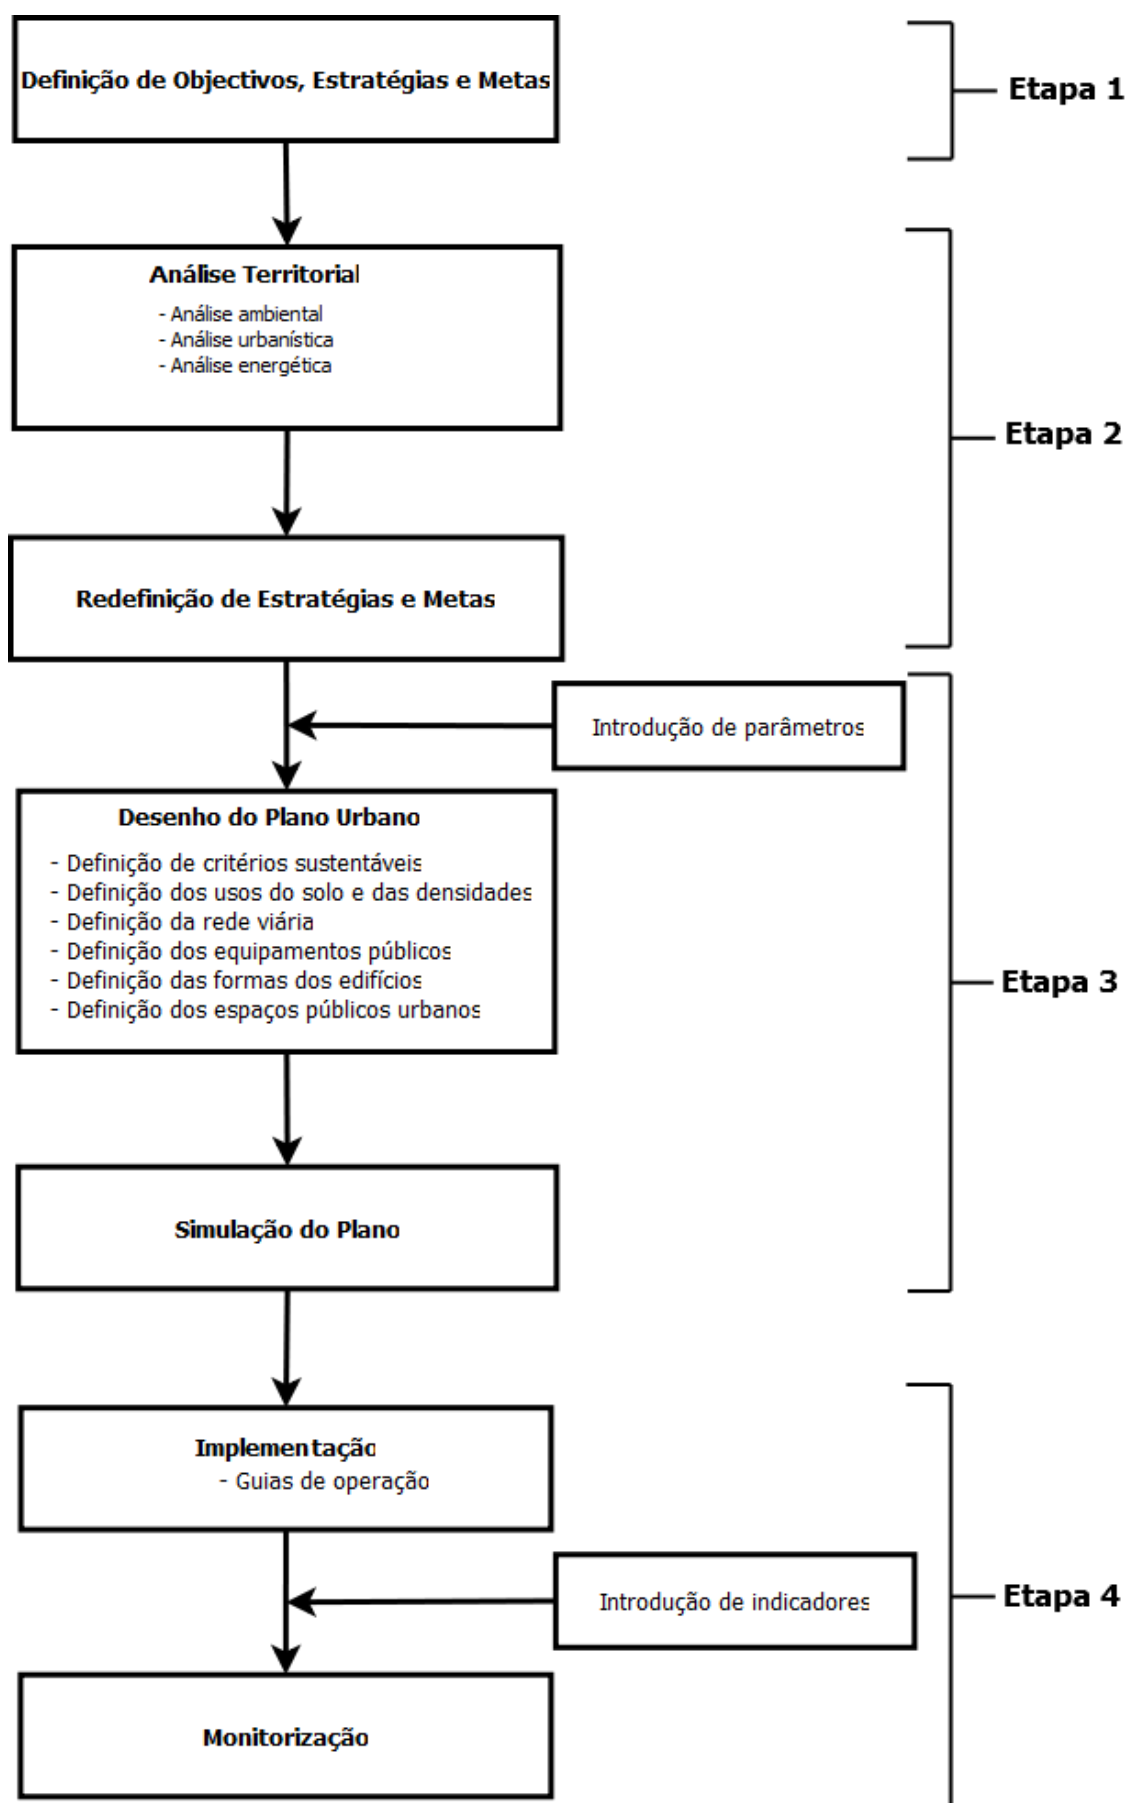 Definição de Objectivos, Estratégias e Metas
Etapa 1
Análise Territorial
- Análise ambiental
- Análise urbanística
- Análise energética
Etapa 2
Redefinição de Estratégias e Metas
Introdução de parâmetros
Desenho do Plano Urbano
- Definição de critérios sustentáveis
- Definição dos usos do solo e das densidades
- Definição da rede viária
- Definição dos equipamentos públicos
- Definição das formas dos edifícios
- Definição dos espaços públicos urbanos
Etapa 3
Simulação do Plano
Implementação
- Guias de operação
Introdução de indicadores
Etapa 4
Monitorização